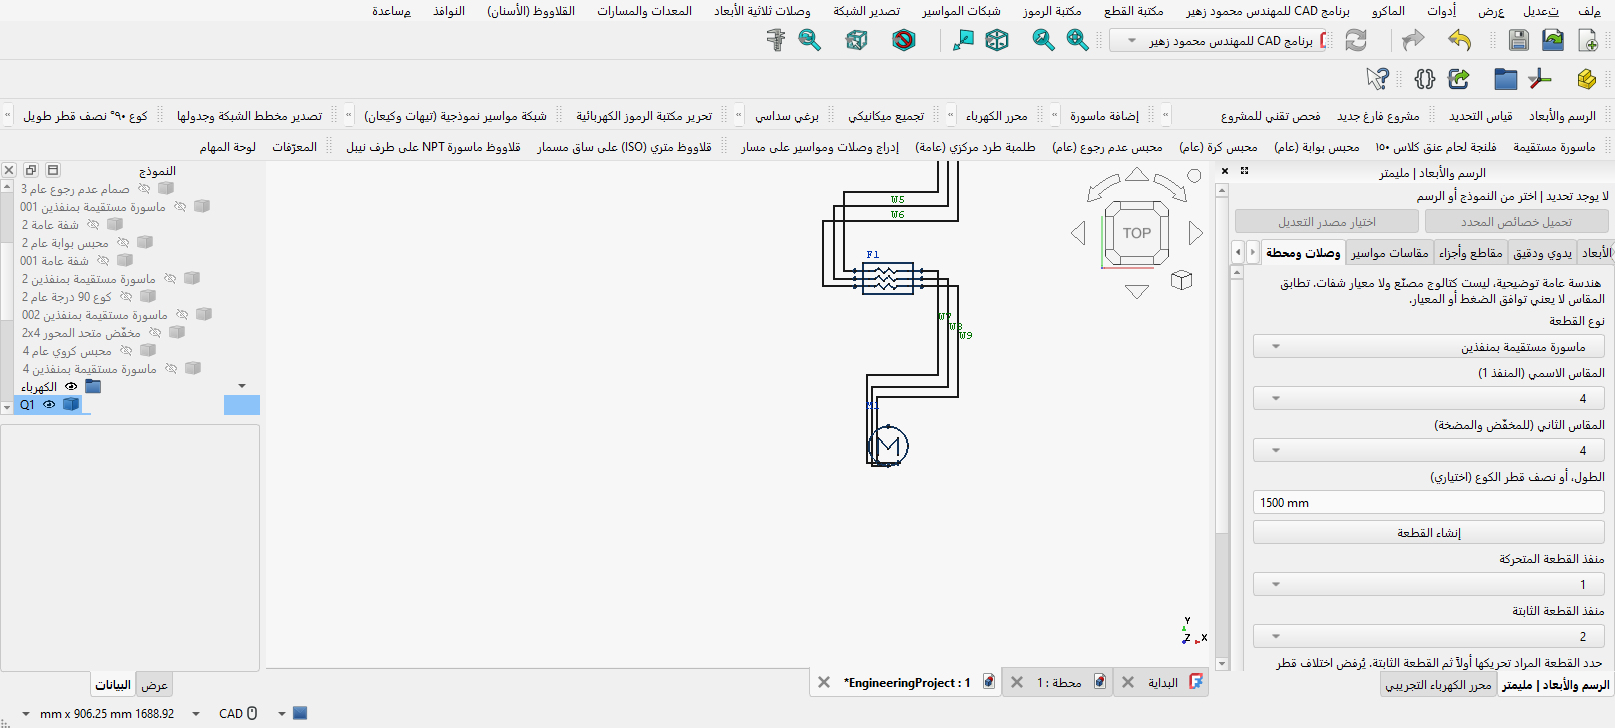 ملف
تعديل
عرض
أدوات
الماكرو
برنامج CAD للمهندس محمود زهير
مكتبة القطع
مكتبة الرموز
شبكات المواسير
تصدير الشبكة
وصلات ثلاثية الأبعاد
المعدات والمسارات
القلاووظ (الأسنان)
النوافذ
مساعدة
برنامج CAD للمهندس محمود زهير
الرسم والأبعاد
قياس التحديد
مشروع فارغ جديد
فحص تقني للمشروع
إضافة ماسورة
محرر الكهرباء
تجميع ميكانيكي
برغي سداسي
تحرير مكتبة الرموز الكهربائية
شبكة مواسير نموذجية (تيهات وكيعان)
تصدير مخطط الشبكة وجدولها
كوع ٩٠° نصف قطر طويل
ماسورة مستقيمة
فلنجة لحام عنق كلاس ١٥٠
محبس بوابة (عام)
محبس كرة (عام)
محبس عدم رجوع (عام)
طلمبة طرد مركزي (عامة)
إدراج وصلات ومواسير على مسار
قلاووظ متري (ISO) على ساق مسمار
قلاووظ ماسورة NPT على طرف نيبل
المعرّفات
لوحة المهام
النموذج
صمام عدم رجوع عام 3
ماسورة مستقيمة بمنفذين 001
شفة عامة 2
محبس بوابة عام 2
شفة عامة 001
ماسورة مستقيمة بمنفذين 2
كوع 90 درجة عام 2
ماسورة مستقيمة بمنفذين 002
مخفّض متحد المحور 2x4
محبس كروي عام 4
ماسورة مستقيمة بمنفذين 4
الكهرباء
Q1
عرض
البيانات
W5
W6
F1
W8
W9
M
TOP
Y
Z
X
الرسم والأبعاد | مليمتر
لا يوجد تحديد | اختر من النموذج أو الرسم
تحميل خصائص المحدد
اختيار مصدر التعديل
الأبعاد
يدوي ودقيق
مقاطع وأجزاء
مقاسات مواسير
وصلات ومحطة
هندسة عامة توضيحية، ليست كتالوج مصنّع ولا معيار شفات. تطابق
المقاس لا يعني توافق الضغط أو المعيار.
نوع القطعة
ماسورة مستقيمة بمنفذين
المقاس الاسمي (المنفذ 1)
4
المقاس الثاني (للمخفّض والمضخة)
4
الطول، أو نصف قطر الكوع (اختياري)
1500 mm
إنشاء القطعة
منفذ القطعة المتحركة
1
منفذ القطعة الثابتة
2
حدد القطعة المراد تحريكها أولاً ثم القطعة الثابتة. يُرفض اختلاف قطر
الرسم والأبعاد | مليمتر
محرر الكهرباء التجريبي
البداية
محطة : 1
EngineeringProject : 1*
CAD
1688.92 mm x 906.25 mm